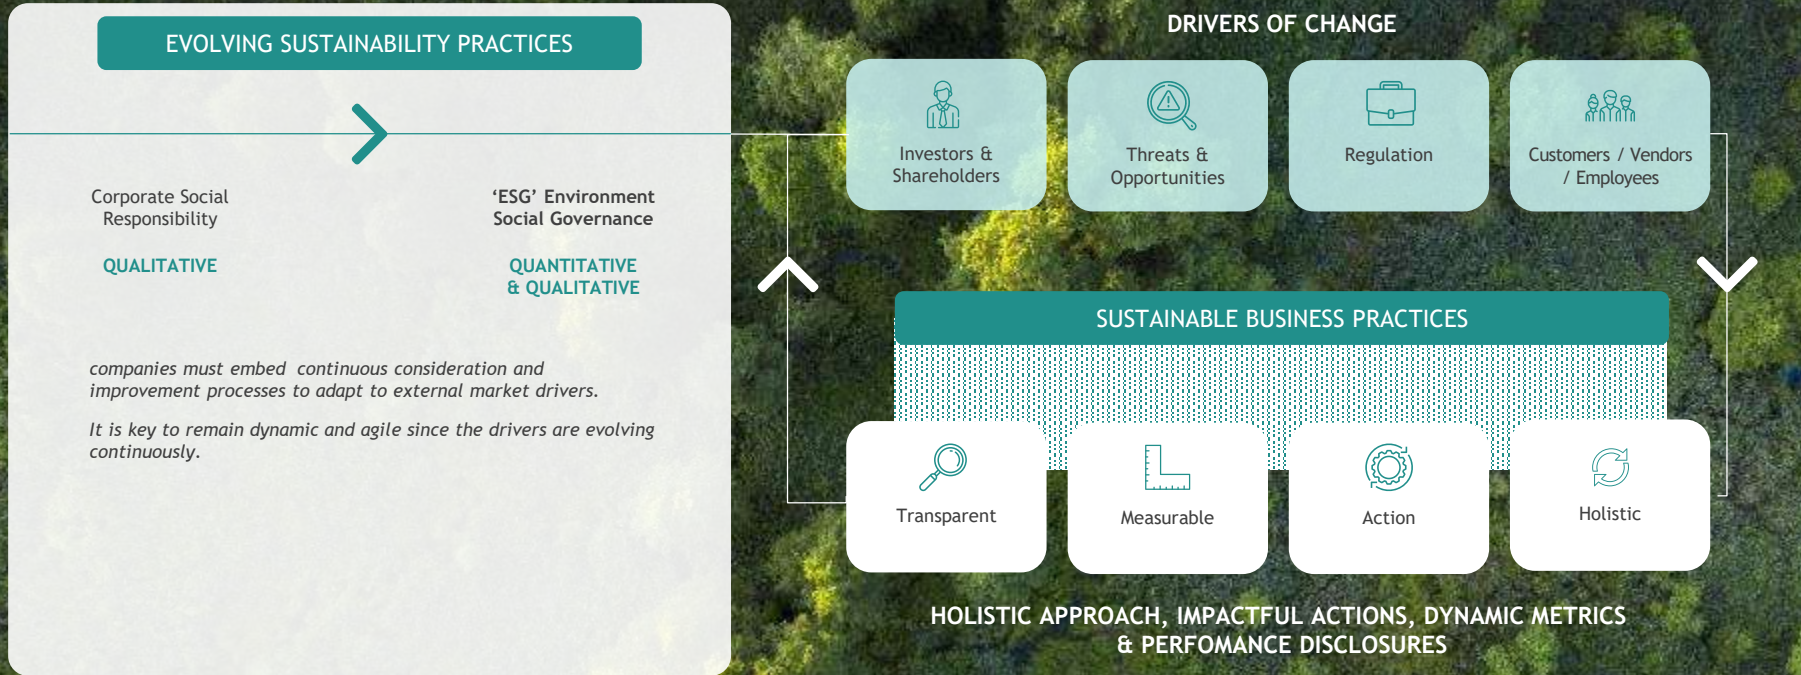 EVOLVING SUSTAINABILITY PRACTICES
Corporate Social
Responsibility
QUALITATIVE
‘ESG’ Environment
Social Governance
QUANTITATIVE
& QUALITATIVE
companies must embed  continuous consideration and
improvement processes to adapt to external market drivers.
It is key to remain dynamic and agile since the drivers are evolving
continuously.
DRIVERS OF CHANGE
Investors &
Shareholders
Threats &
Opportunities
Regulation
Customers / Vendors
/ Employees
SUSTAINABLE BUSINESS PRACTICES
Transparent
Measurable
Action
Holistic
HOLISTIC APPROACH, IMPACTFUL ACTIONS, DYNAMIC METRICS
& PERFOMANCE DISCLOSURES